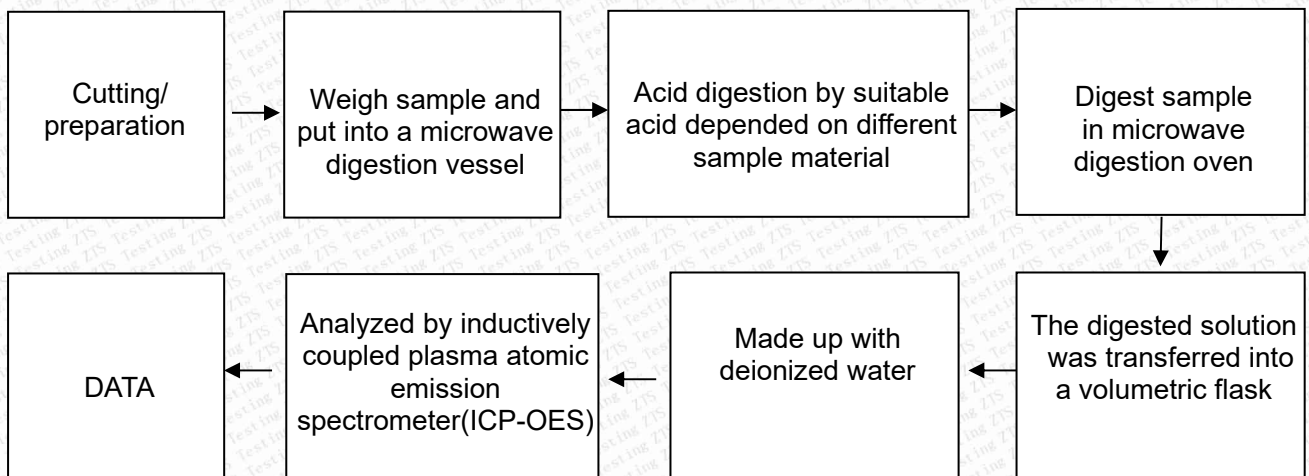 Cutting/
preparation
Weigh sample and
put into a microwave
digestion vessel
Acid digestion by suitable
acid depended on different
sample material
Digest sample
in microwave
digestion oven
The digested solution
was transferred into
a volumetric flask
Made up with
deionized water
Analyzed by inductively
coupled plasma atomic
emission
spectrometer(ICP-OES)
DATA
ZTS Testing